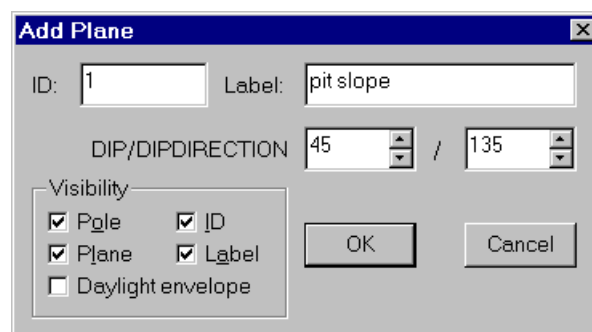 Add Plane
ID: 1 Label: pit slope
DIP/DIPDIRECTION 45 / 135
Visibility
Pole ID
Plane Label
Daylight envelope
OK Cancel